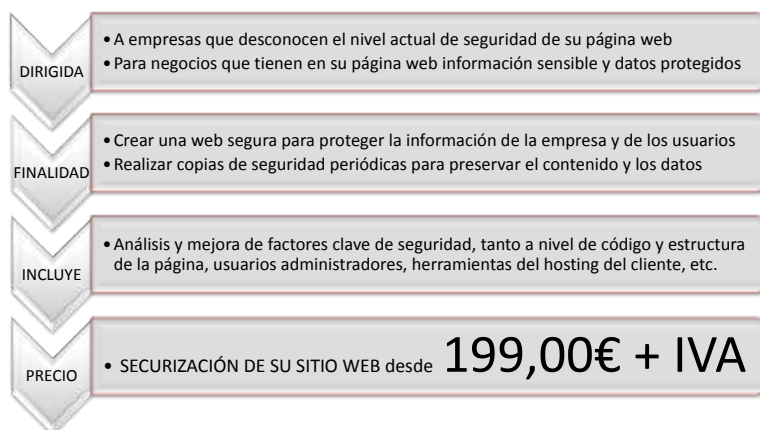 DIRIGIDA
• A empresas que desconocen el nivel actual de seguridad de su página web
• Para negocios que tienen en su página web información sensible y datos protegidos
FINALIDAD
• Crear una web segura para proteger la información de la empresa y de los usuarios
• Realizar copias de seguridad periódicas para preservar el contenido y los datos
INCLUYE
• Análisis y mejora de factores clave de seguridad, tanto a nivel de código y estructura
de la página, usuarios administradores, herramientas del hosting del cliente, etc.
PRECIO
• SECURIZACIÓN DE SU SITIO WEB desde 199,00€ + IVA